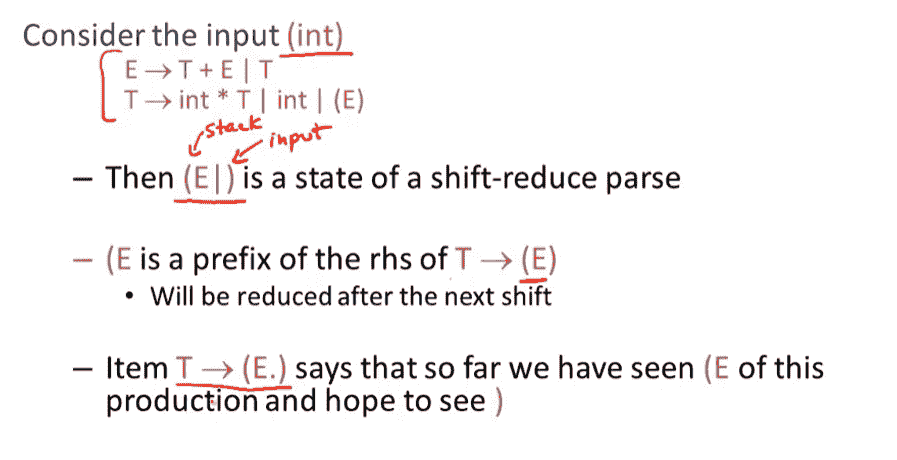 Consider the input (int)
E → T + E | T
T → int * T | int | (E)
stack
input
– Then (E|) is a state of a shift-reduce parse
– (E is a prefix of the rhs of T → (E)
• Will be reduced after the next shift
– Item T → (E.) says that so far we have seen (E of this
production and hope to see )